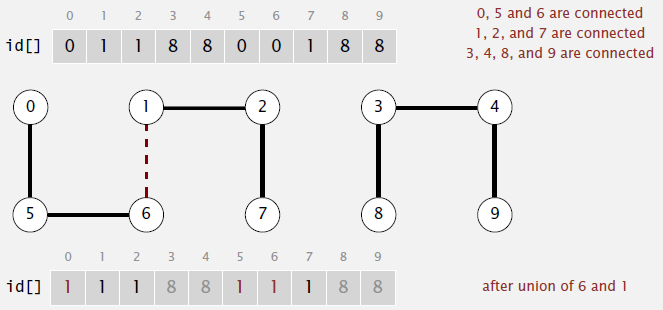 0 1 2 3 4 5 6 7 8 9
0, 5 and 6 are connected
id[] 0 1 1 8 8 0 0 1 8 8
1, 2, and 7 are connected
3, 4, 8, and 9 are connected
0 1 2 3 4
5 6 7 8 9
0 1 2 3 4 5 6 7 8 9
id[] 1 1 1 8 8 1 1 1 8 8
after union of 6 and 1